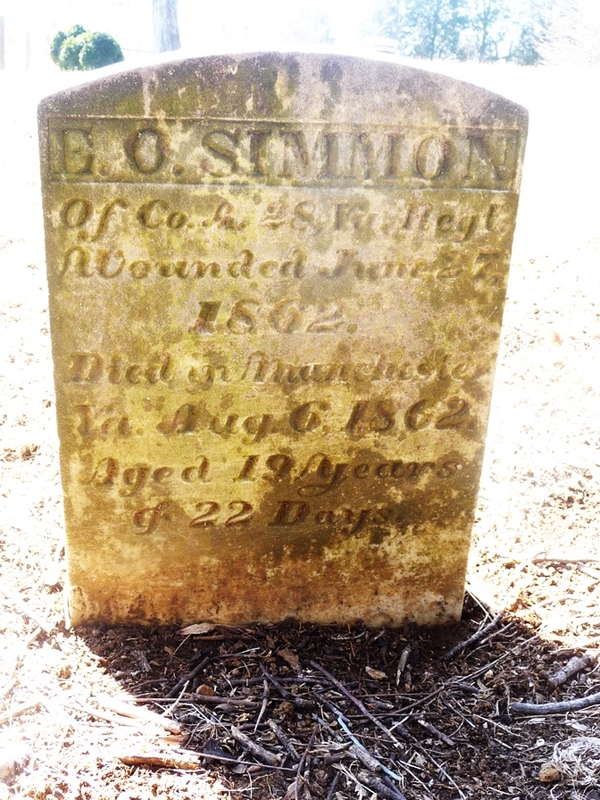 E. O. SIMMON
Of Co. 28, Va. Regt
Wounded June 27,
1862.
Died in Manchester
Va. Aug 6, 1862.
Aged 19 years
& 22 Days